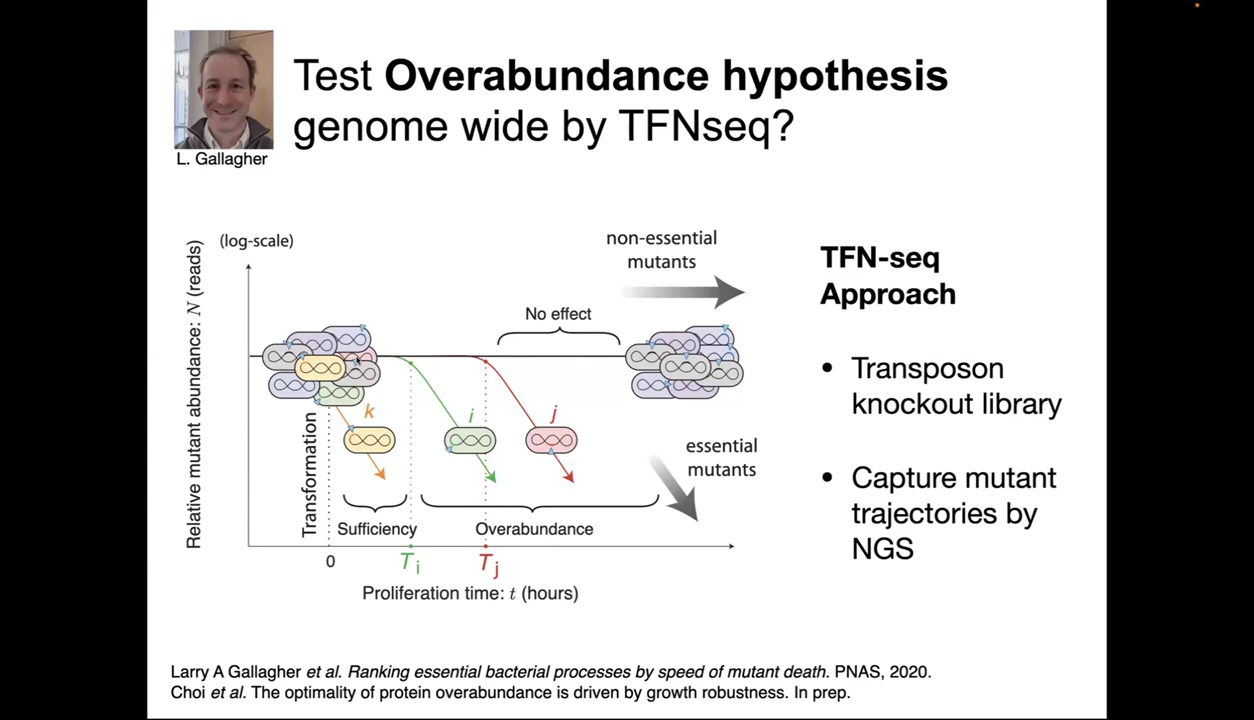 Test Overabundance hypothesis
genome wide by TFNseq?
L. Gallagher
(log-scale)
Relative mutant abundance: N (reads)
non-essential
mutants
No effect
k
i
j
Transformation
essential
mutants
Sufficiency
Overabundance
0
Ti
Tj
Proliferation time: t (hours)
TFN-seq
Approach
• Transposon
knockout library
• Capture mutant
trajectories by
NGS
Larry A Gallagher et al. Ranking essential bacterial processes by speed of mutant death. PNAS, 2020.
Choi et al. The optimality of protein overabundance is driven by growth robustness. In prep.